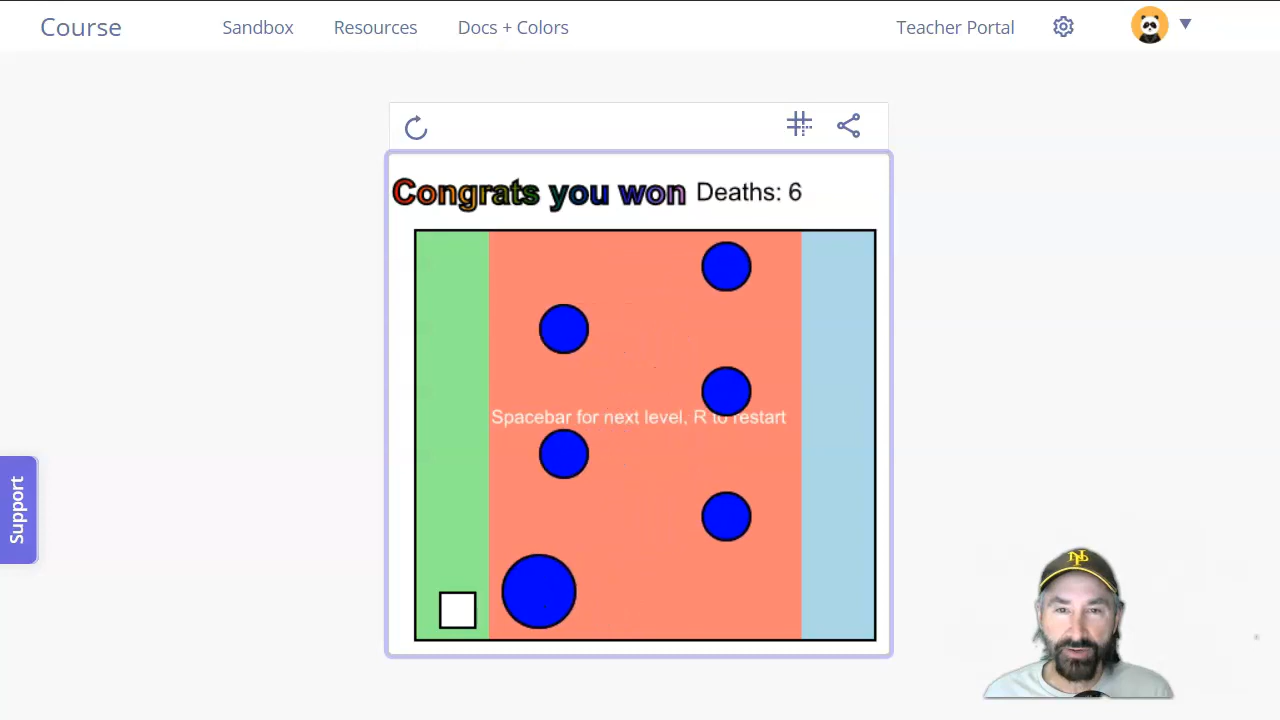 Course Sandbox Resources Docs + Colors Teacher Portal
Congrats you won Deaths: 6
Spacebar for next level, R to restart
Support